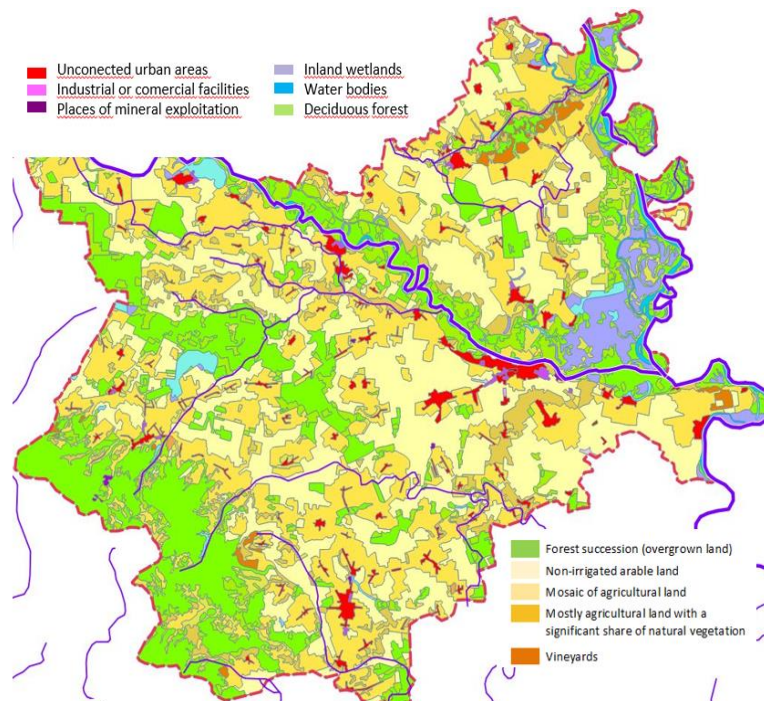 Unconected urban areas
Industrial or comercial facilities
Places of mineral exploitation
Inland wetlands
Water bodies
Deciduous forest
Forest succession (overgrown land)
Non-irrigated arable land
Mosaic of agricultural land
Mostly agricultural land with a
significant share of natural vegetation
Vineyards